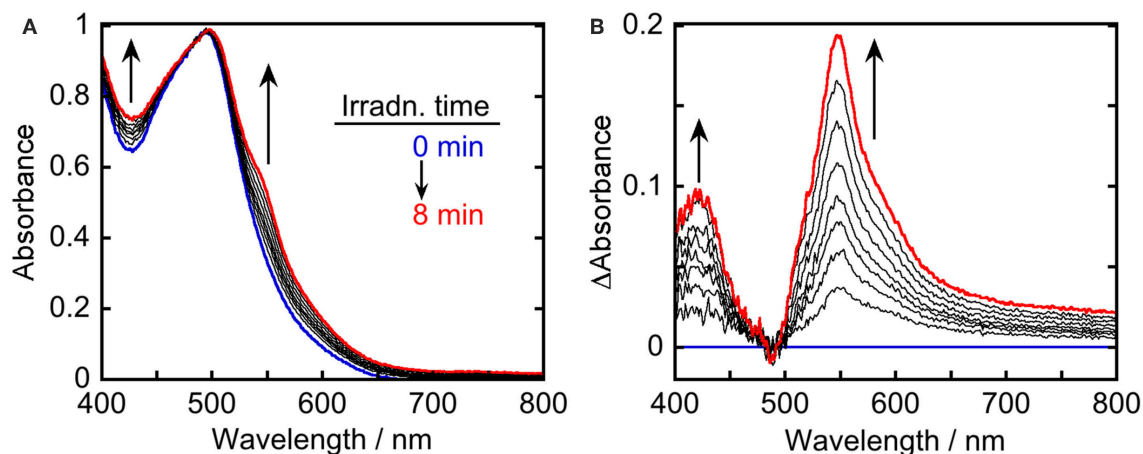 A
1
0.8
0.6
0.4
0.2
0
400
500
600
700
800
Absorbance
Wavelength / nm
Irradn. time
0 min
8 min
B
0.2
0.1
0
400
500
600
700
800
ΔAbsorbance
Wavelength / nm